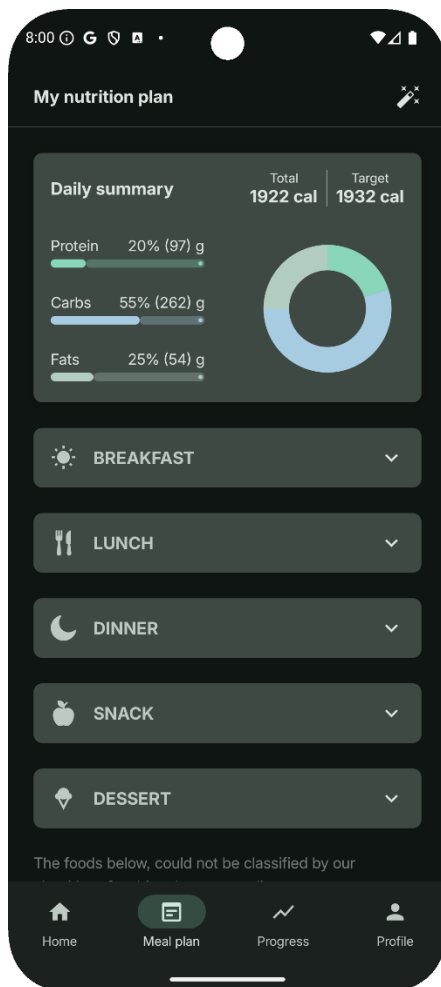 8:00
My nutrition plan
Daily summary
Total
1922 cal
Target
1932 cal
Protein 20% (97) g
Carbs 55% (262) g
Fats 25% (54) g
BREAKFAST
LUNCH
DINNER
SNACK
DESSERT
The foods below, could not be classified by our
Home
Meal plan
Progress
Profile